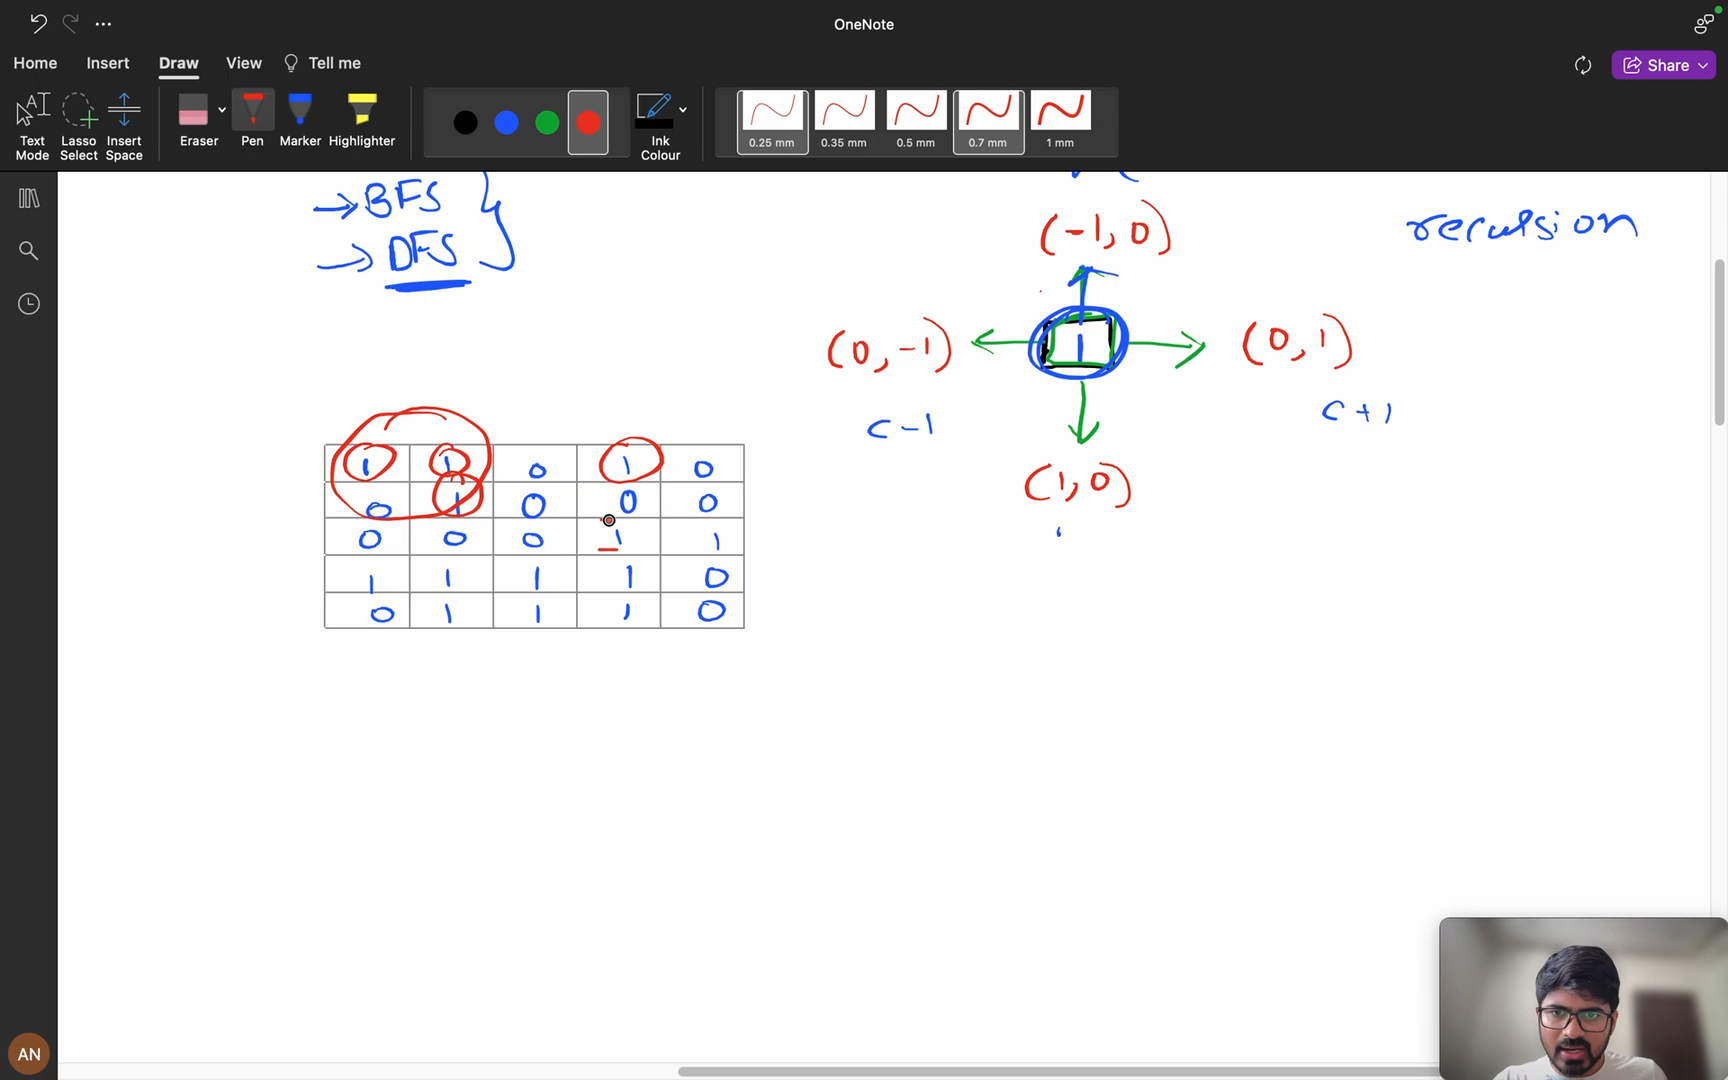 OneNote
Home Insert Draw View Tell me
Share
Text Mode
Lasso Select
Insert Space
Eraser
Pen
Marker
Highlighter
Ink Colour
0.25 mm
0.35 mm
0.5 mm
0.7 mm
1 mm
→ BFS
→ DFS
(-1, 0)
recursion
(0, -1)
1
(0, 1)
c - 1
c + 1
(1, 0)
1 1 0 1 0
0 1 0 0 0
0 0 0 1 1
1 1 1 1 0
0 1 1 1 0
AN